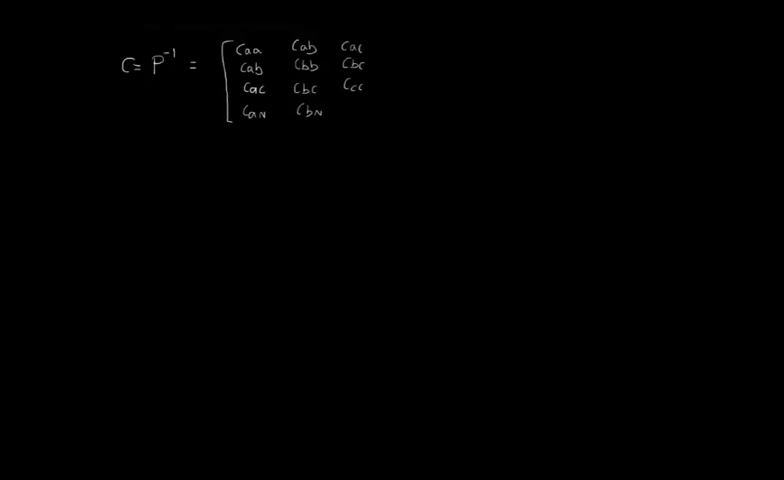 C = P^-1 = [ Caa Cab Cac
Cab Cbb Cbc
Cac Cbc Ccc
CaN CbN